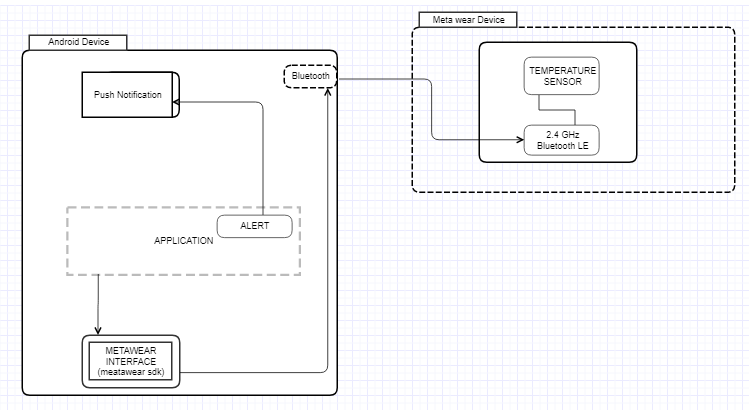 Meta wear Device
Android Device
Bluetooth
TEMPERATURE
SENSOR
Push Notification
2.4 GHz
Bluetooth LE
ALERT
APPLICATION
METAWEAR
INTERFACE
(meatawear sdk)